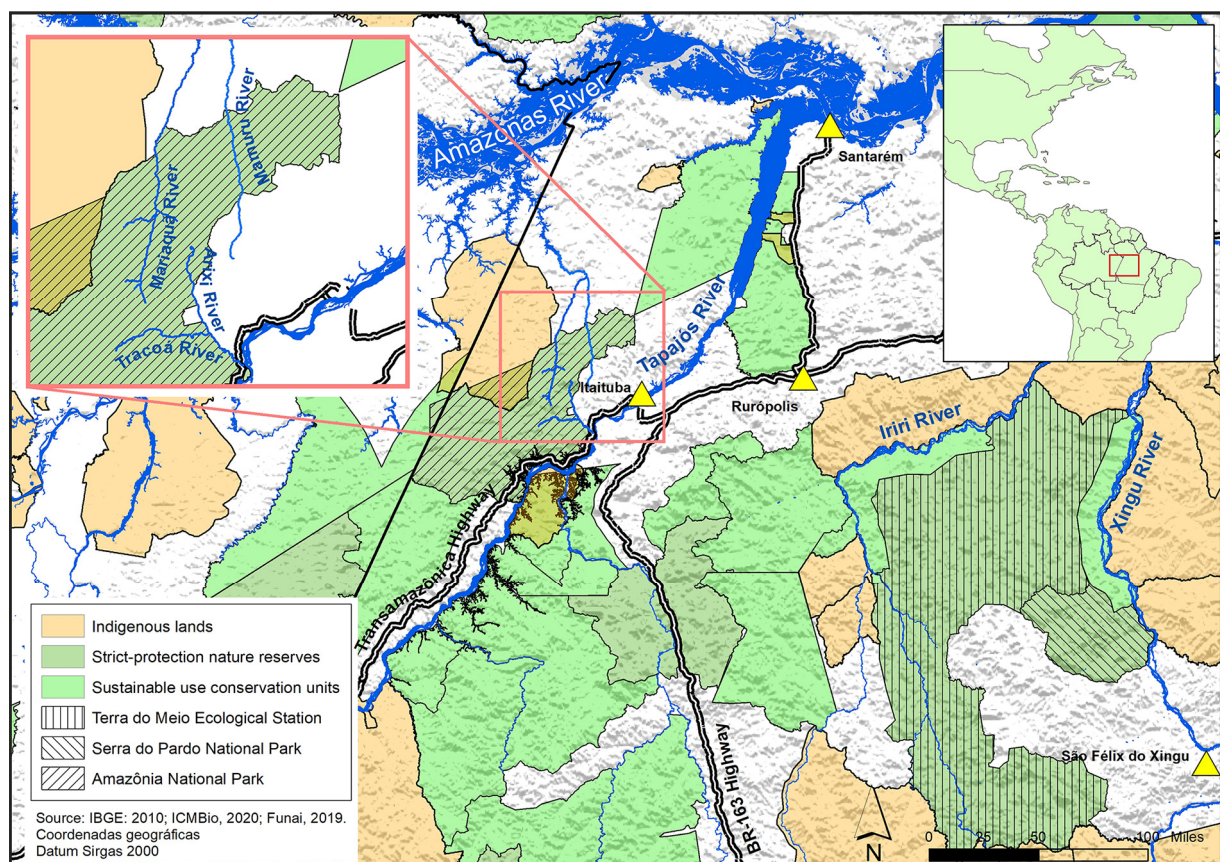 Mamuru River
Mariaquã River
Arixi River
Tracoá River
Amazonas River
Santarém
Tapajós River
Itaituba
Rurópolis
Iriri River
Xingu River
Transamazônica Highway
BR-163 Highway
São Félix do Xingu
Indigenous lands
Strict-protection nature reserves
Sustainable use conservation units
Terra do Meio Ecological Station
Serra do Pardo National Park
Amazônia National Park
Source: IBGE: 2010; ICMBio, 2020; Funai, 2019.
Coordenadas geográficas
Datum Sirgas 2000
N
0 25 50 100 Miles